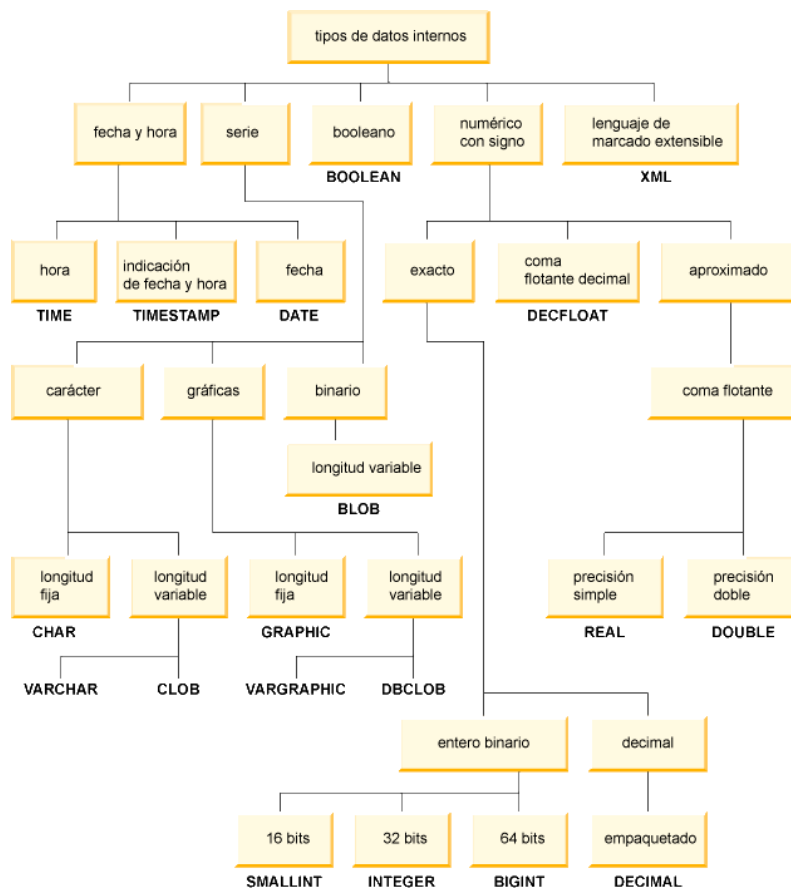 tipos de datos internos
fecha y hora
serie
booleano
numérico
con signo
lenguaje de
marcado extensible
BOOLEAN
XML
hora
indicación
de fecha y hora
fecha
exacto
coma
flotante decimal
aproximado
TIME
TIMESTAMP
DATE
DECFLOAT
carácter
gráficas
binario
coma flotante
longitud variable
BLOB
longitud
fija
longitud
variable
longitud
fija
longitud
variable
precisión
simple
precisión
doble
CHAR
GRAPHIC
REAL
DOUBLE
VARCHAR
CLOB
VARGRAPHIC
DBCLOB
entero binario
decimal
16 bits
32 bits
64 bits
empaquetado
SMALLINT
INTEGER
BIGINT
DECIMAL